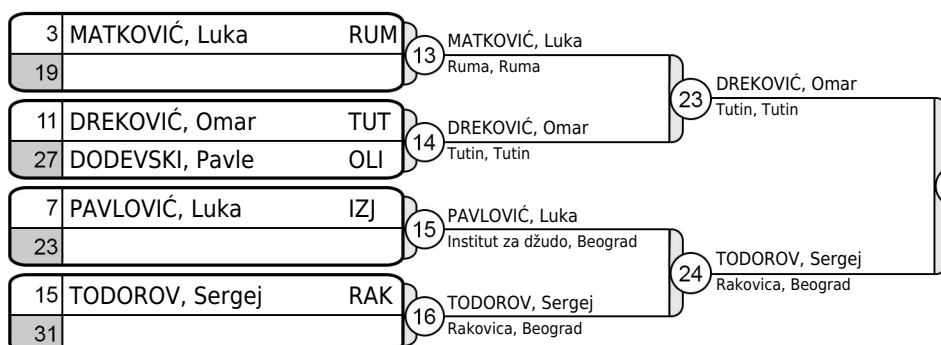 3 MATKOVIĆ, Luka RUM
19
13
MATKOVIĆ, Luka
Ruma, Ruma
11 DREKOVIĆ, Omar TUT
27 DODEVSKI, Pavle OLI
14
DREKOVIĆ, Omar
Tutin, Tutin
23
DREKOVIĆ, Omar
Tutin, Tutin
7 PAVLOVIĆ, Luka IZJ
23
15
PAVLOVIĆ, Luka
Institut za džudo, Beograd
15 TODOROV, Sergej RAK
31
16
TODOROV, Sergej
Rakovica, Beograd
24
TODOROV, Sergej
Rakovica, Beograd